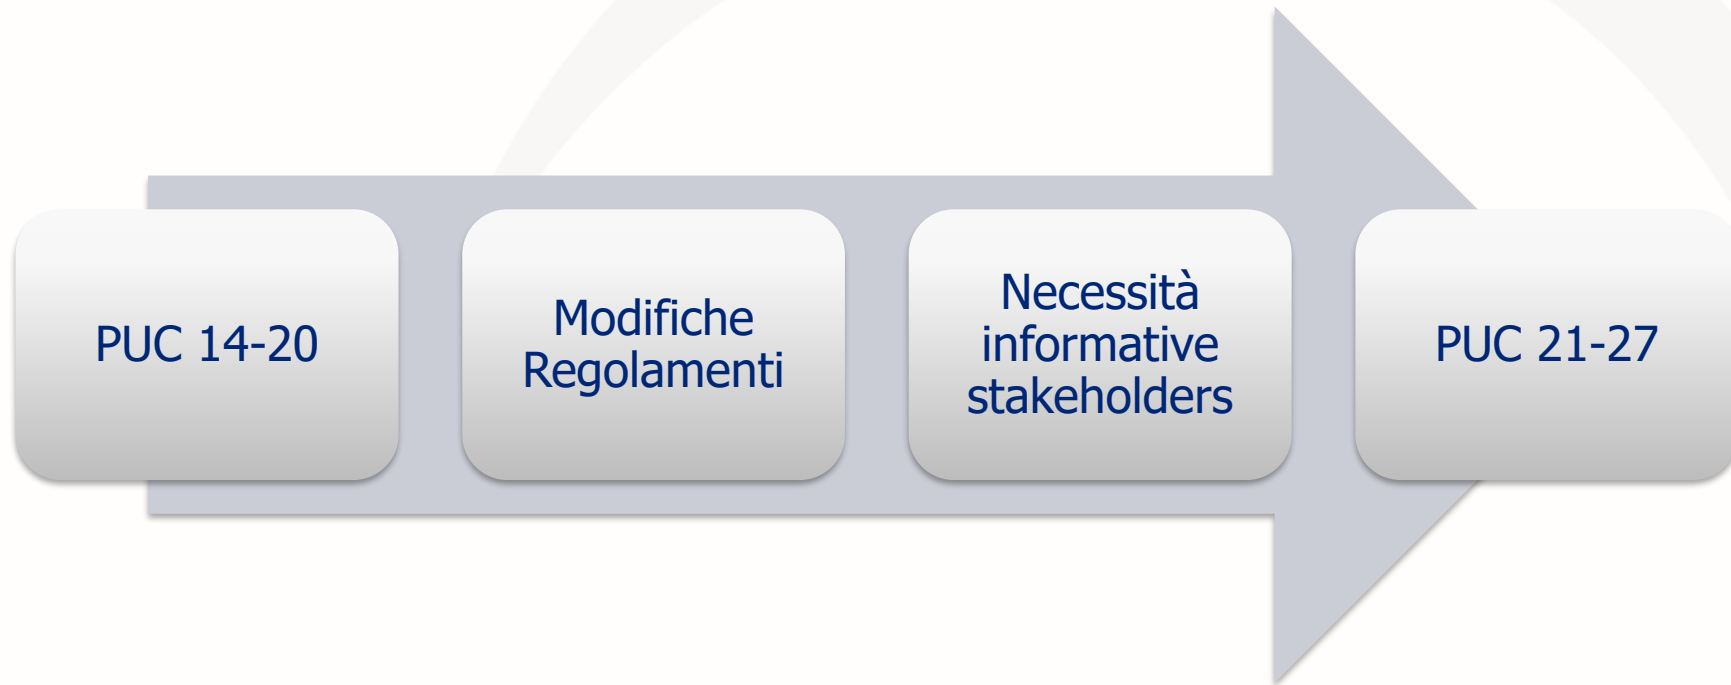 PUC 14-20
Modifiche
Regolamenti
Necessità
informative
stakeholders
PUC 21-27